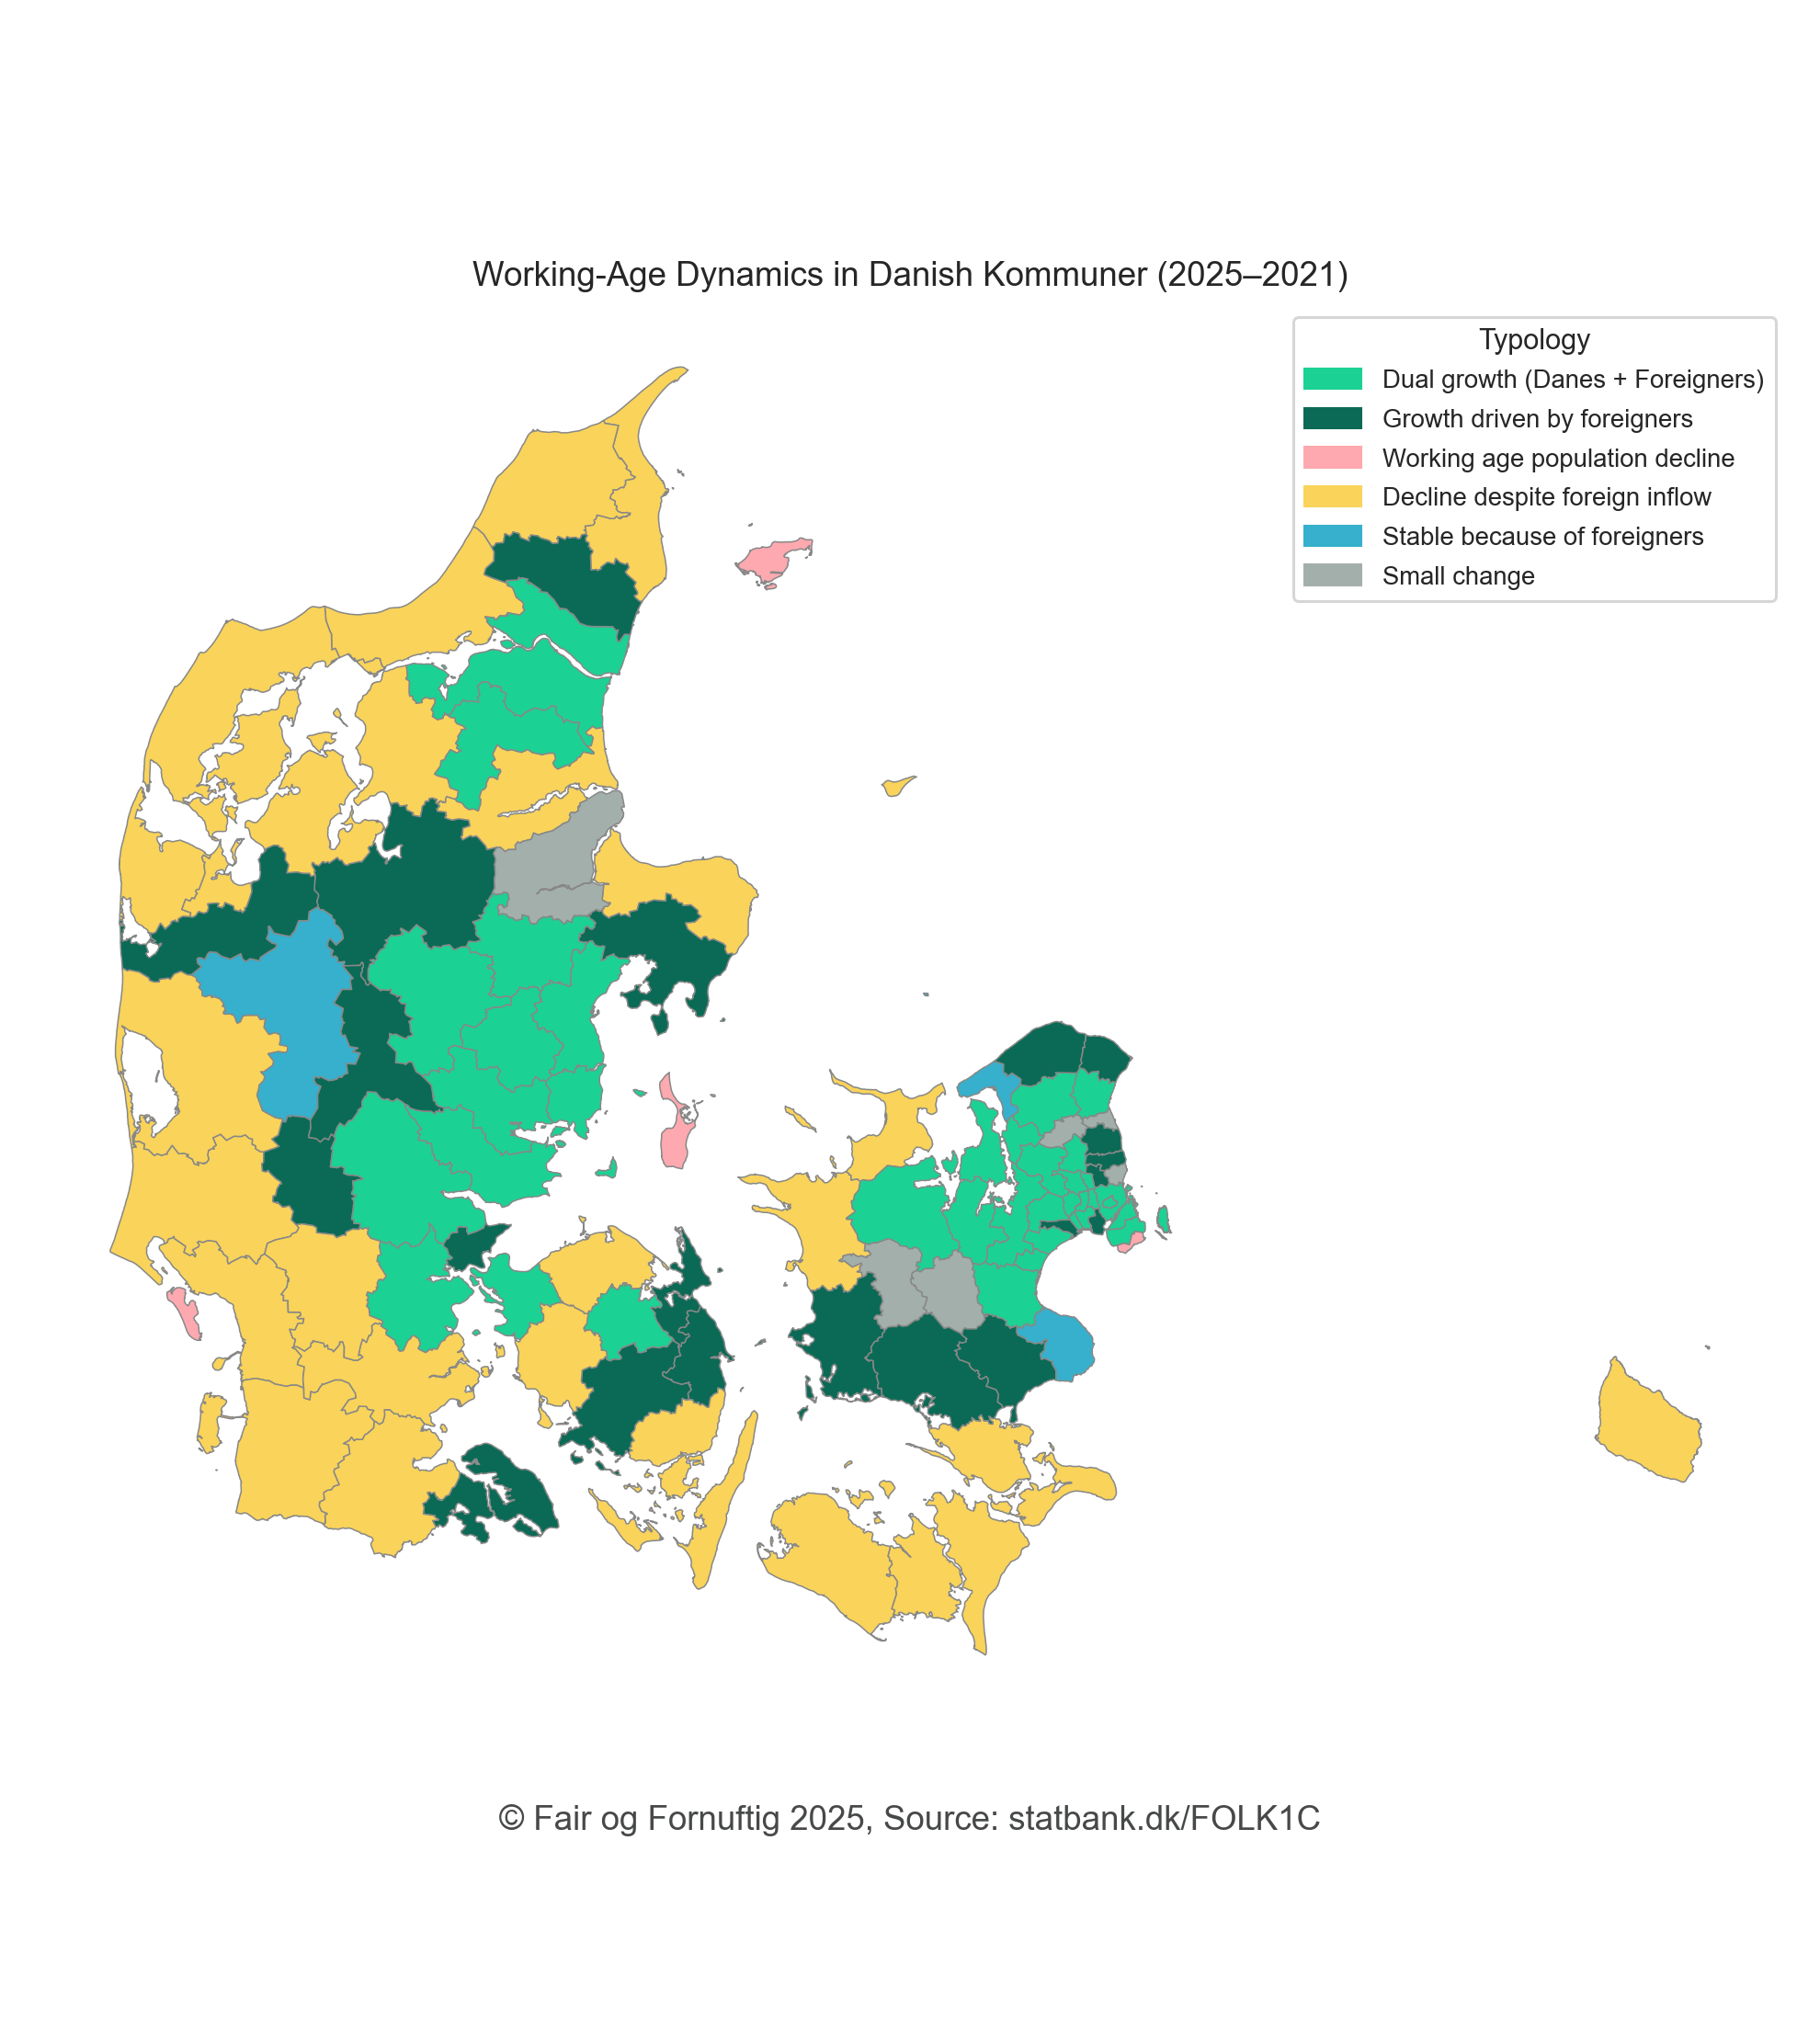 Working-Age Dynamics in Danish Kommuner (2025–2021)
Typology
Dual growth (Danes + Foreigners)
Growth driven by foreigners
Working age population decline
Decline despite foreign inflow
Stable because of foreigners
Small change
© Fair og Fornuftig 2025, Source: statbank.dk/FOLK1C